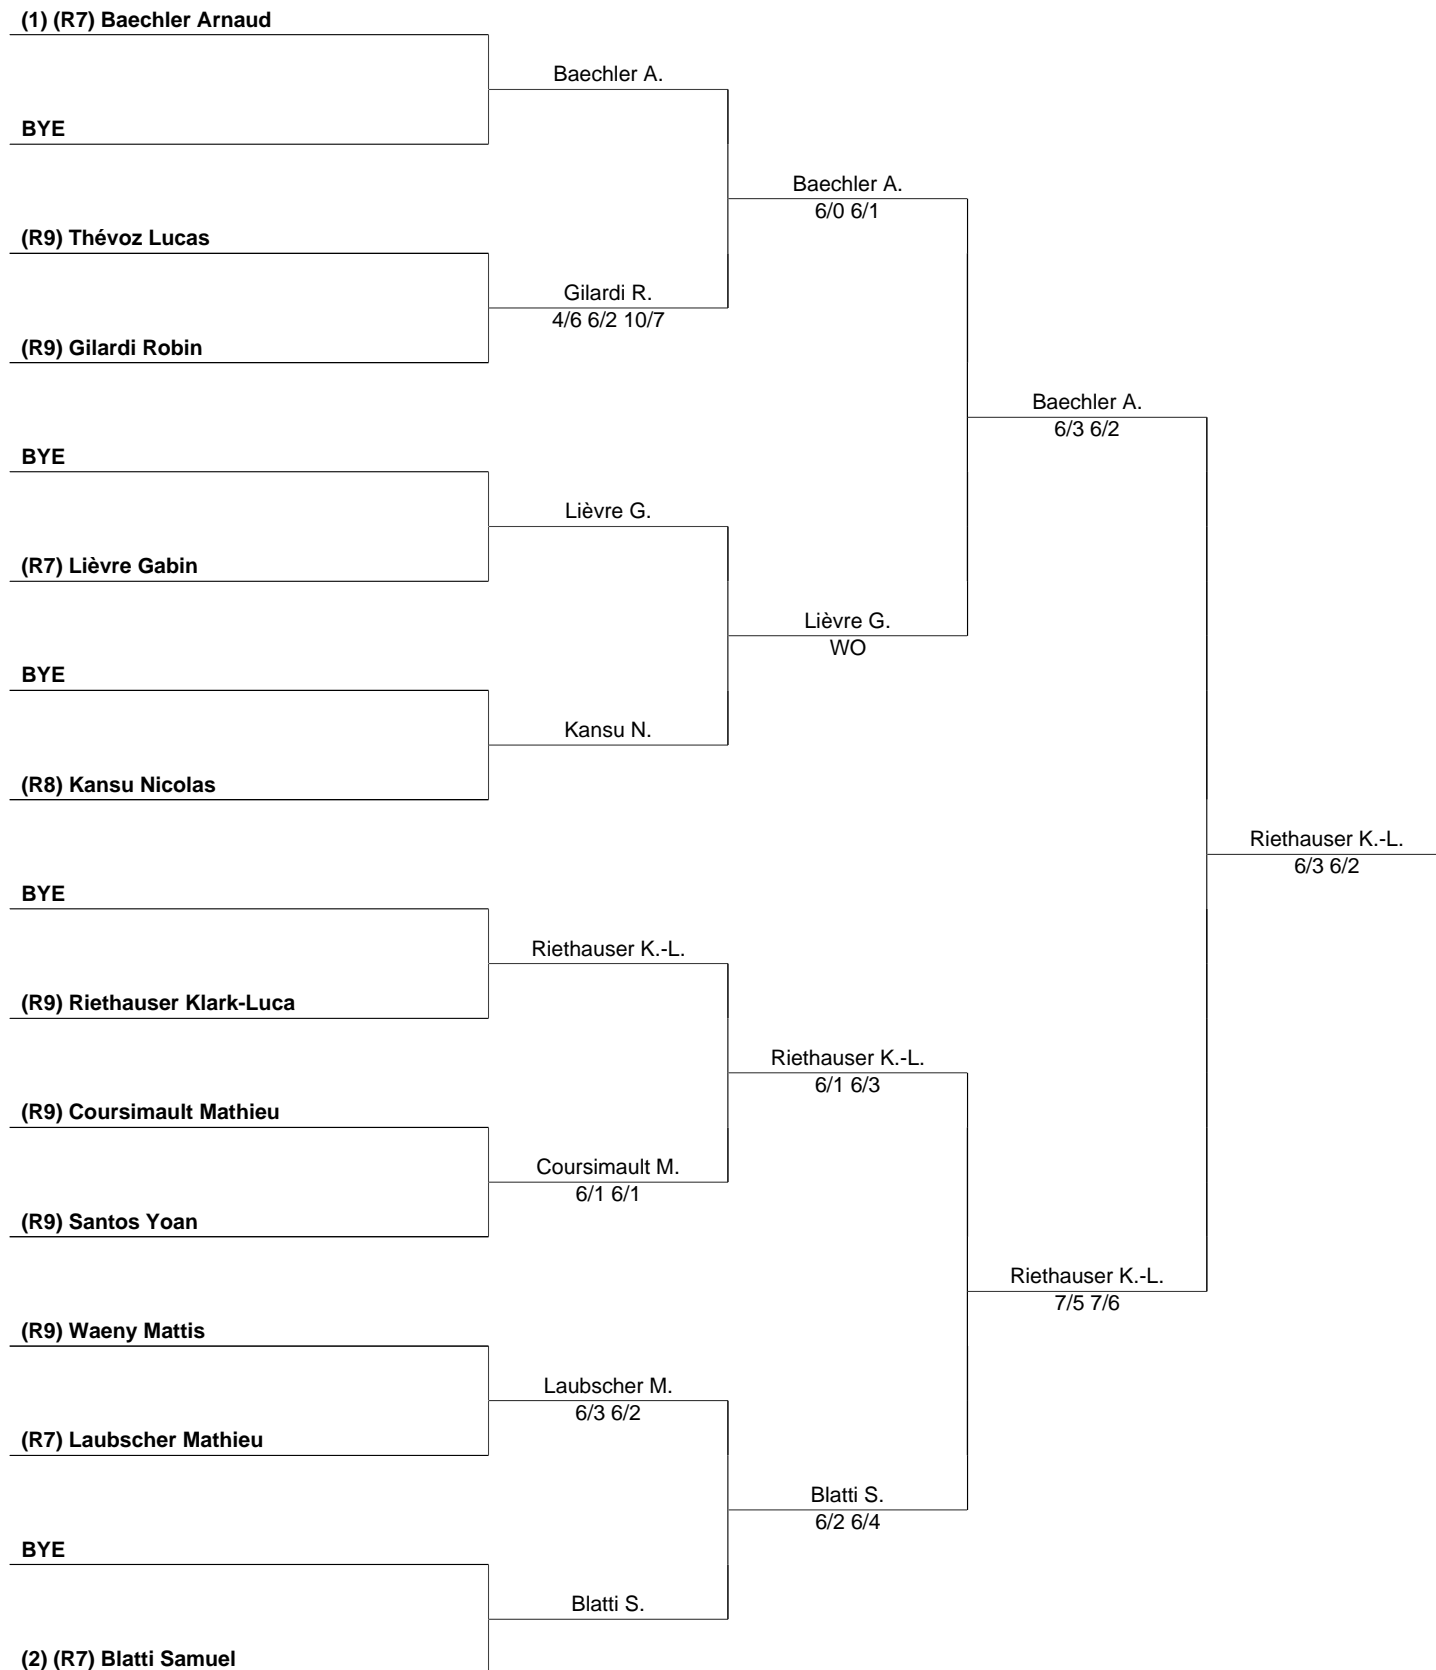 (1) (R7) Baechler Arnaud
Baechler A.
BYE
Baechler A.
6/0 6/1
(R9) Thévoz Lucas
Gilardi R.
4/6 6/2 10/7
(R9) Gilardi Robin
Baechler A.
6/3 6/2
BYE
Lièvre G.
(R7) Lièvre Gabin
Lièvre G.
WO
BYE
Kansu N.
(R8) Kansu Nicolas
Riethauser K.-L.
6/3 6/2
BYE
Riethauser K.-L.
(R9) Riethauser Klark-Luca
Riethauser K.-L.
6/1 6/3
(R9) Coursimault Mathieu
Coursimault M.
6/1 6/1
(R9) Santos Yoan
Riethauser K.-L.
7/5 7/6
(R9) Waeny Mattis
Laubscher M.
6/3 6/2
(R7) Laubscher Mathieu
Blatti S.
6/2 6/4
BYE
Blatti S.
(2) (R7) Blatti Samuel